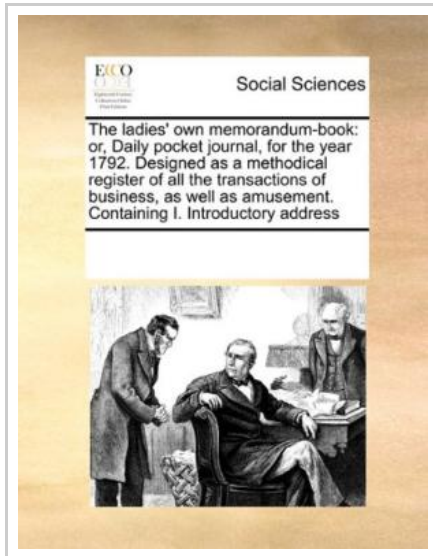 ECCO
Social Sciences
The ladies' own memorandum-book:
or, Daily pocket journal, for the year
1792. Designed as a methodical
register of all the transactions of
business, as well as amusement.
Containing I. Introductory address